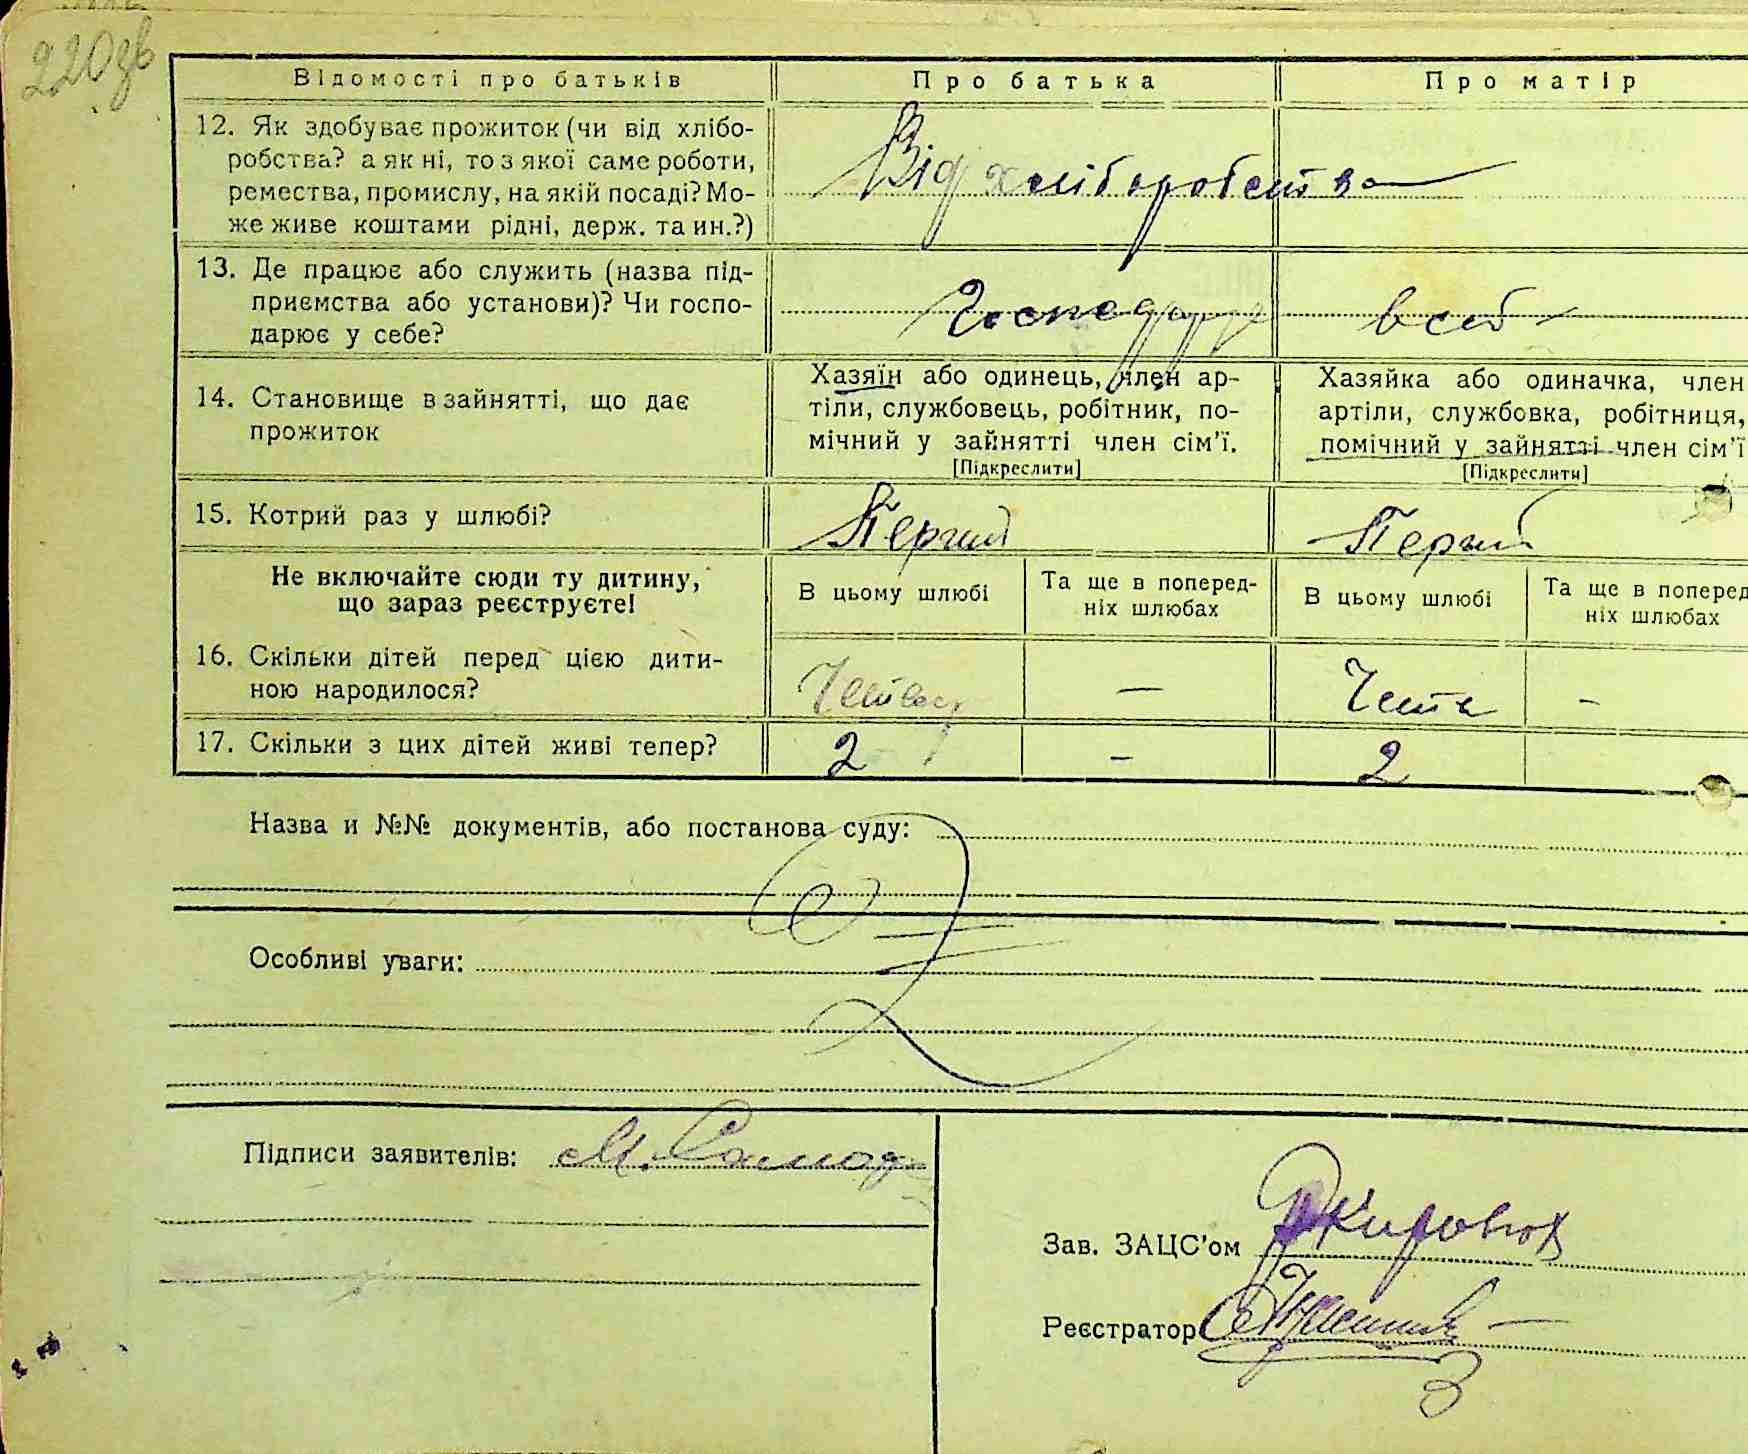 220зв
Відомості про батьків
Про батька
Про матір
12. Як здобуває прожиток (чи від хлібо-
робства? а як ні, то з якої саме роботи,
ремества, промислу, на якій посаді? Мо-
же живе коштами рідні, держ. та ин.?)
Від хліборобства
13. Де працює або служить (назва під-
приємства або установи)? Чи госпо-
дарює у себе?
14. Становище в зайнятті, що дає
прожиток
Хазяїн або одинець, член ар-
тіли, службовець, робітник, по-
мічний у зайнятті член сім'ї.
[Підкреслити]
Хазяйка або одиначка, член
артіли, службовка, робітниця,
помічний у зайнятті член сім'ї
[Підкреслити]
15. Котрий раз у шлюбі?
Перший
Перший
Не включайте сюди ту дитину,
що зараз реєструєте!
В цьому шлюбі
Та ще в поперед-
ніх шлюбах
В цьому шлюбі
Та ще в поперед
ніх шлюбах
16. Скільки дітей перед цією дити-
ною народилося?
—
-
17. Скільки з цих дітей живі тепер?
2
—
2
Назва и №№ документів, або постанова суду:
Особливі уваги:
Підписи заявителів:
Зав. ЗАЦС'ом
Реєстратор